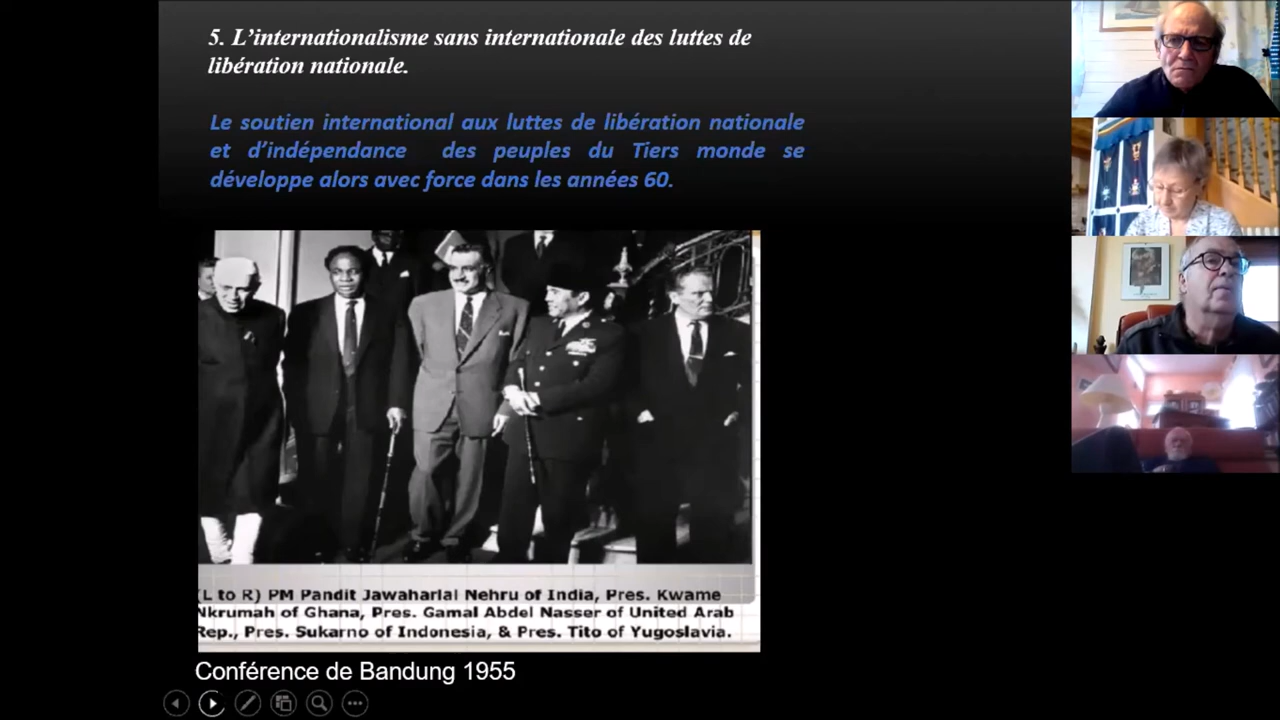 5. L’internationalisme sans internationale des luttes de
libération nationale.
Le soutien international aux luttes de libération nationale
et d’indépendance des peuples du Tiers monde se
développe alors avec force dans les années 60.
(L to R) PM Pandit Jawaharlal Nehru of India, Pres. Kwame
Nkrumah of Ghana, Pres. Gamal Abdel Nasser of United Arab
Rep., Pres. Sukarno of Indonesia, & Pres. Tito of Yugoslavia.
Conférence de Bandung 1955